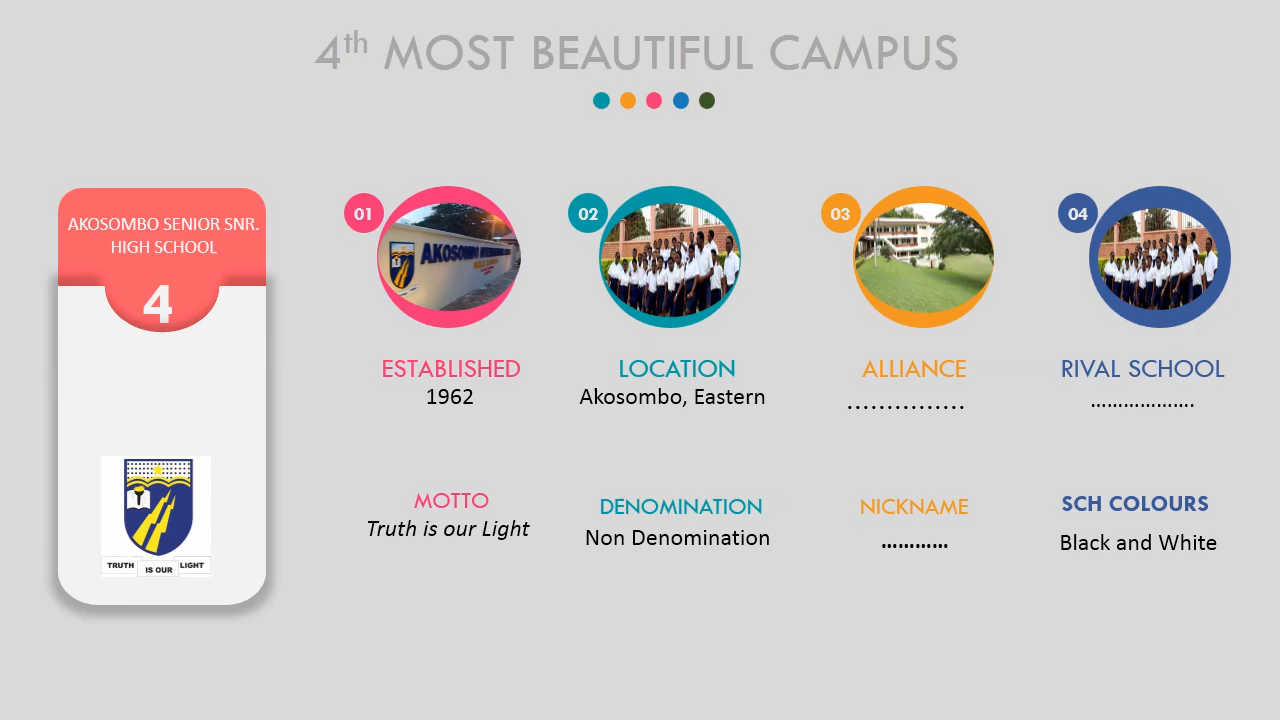 4th MOST BEAUTIFUL CAMPUS
AKOSOMBO SENIOR SNR.
HIGH SCHOOL
4
TRUTH IS OUR LIGHT
01
AKOSOMBO
02
03
04
ESTABLISHED
1962
LOCATION
Akosombo, Eastern
ALLIANCE
...............
RIVAL SCHOOL
...................
MOTTO
Truth is our Light
DENOMINATION
Non Denomination
NICKNAME
............
SCH COLOURS
Black and White